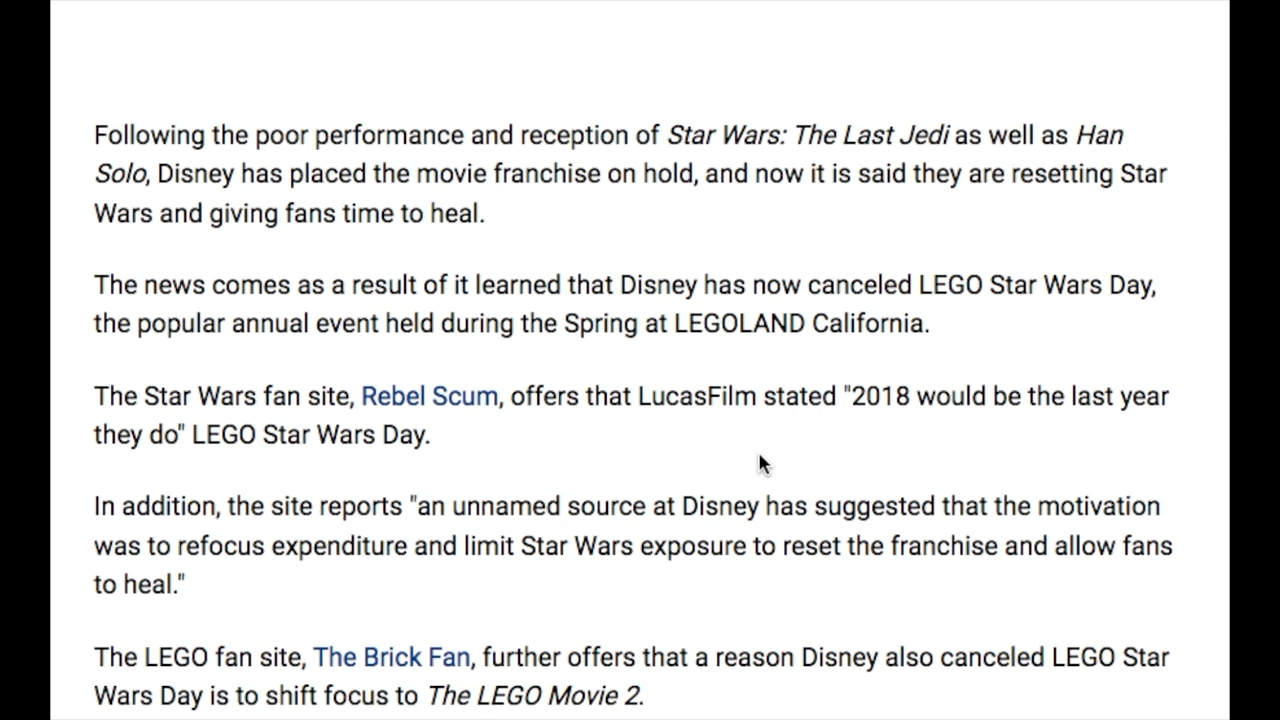 Following the poor performance and reception of Star Wars: The Last Jedi as well as Han
Solo, Disney has placed the movie franchise on hold, and now it is said they are resetting Star
Wars and giving fans time to heal.
The news comes as a result of it learned that Disney has now canceled LEGO Star Wars Day,
the popular annual event held during the Spring at LEGOLAND California.
The Star Wars fan site, Rebel Scum, offers that LucasFilm stated "2018 would be the last year
they do" LEGO Star Wars Day.
In addition, the site reports "an unnamed source at Disney has suggested that the motivation
was to refocus expenditure and limit Star Wars exposure to reset the franchise and allow fans
to heal."
The LEGO fan site, The Brick Fan, further offers that a reason Disney also canceled LEGO Star
Wars Day is to shift focus to The LEGO Movie 2.